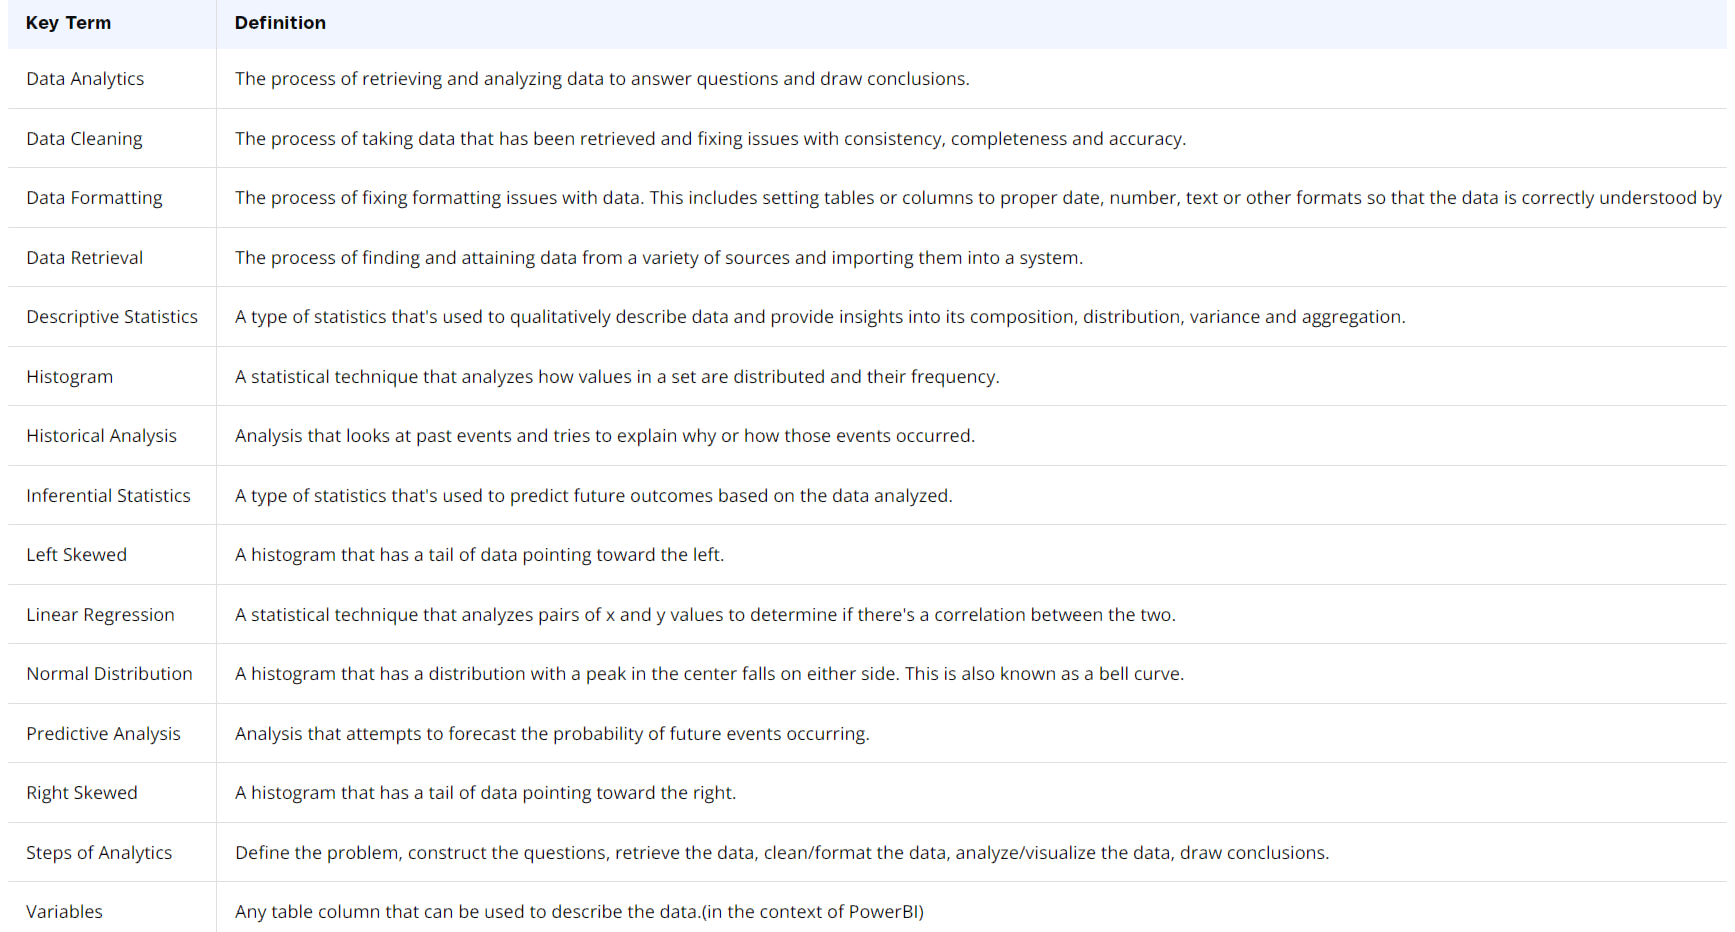 Key Term Definition
Data Analytics The process of retrieving and analyzing data to answer questions and draw conclusions.
Data Cleaning The process of taking data that has been retrieved and fixing issues with consistency, completeness and accuracy.
Data Formatting The process of fixing formatting issues with data. This includes setting tables or columns to proper date, number, text or other formats so that the data is correctly understood by
Data Retrieval The process of finding and attaining data from a variety of sources and importing them into a system.
Descriptive Statistics A type of statistics that's used to qualitatively describe data and provide insights into its composition, distribution, variance and aggregation.
Histogram A statistical technique that analyzes how values in a set are distributed and their frequency.
Historical Analysis Analysis that looks at past events and tries to explain why or how those events occurred.
Inferential Statistics A type of statistics that's used to predict future outcomes based on the data analyzed.
Left Skewed A histogram that has a tail of data pointing toward the left.
Linear Regression A statistical technique that analyzes pairs of x and y values to determine if there's a correlation between the two.
Normal Distribution A histogram that has a distribution with a peak in the center falls on either side. This is also known as a bell curve.
Predictive Analysis Analysis that attempts to forecast the probability of future events occurring.
Right Skewed A histogram that has a tail of data pointing toward the right.
Steps of Analytics Define the problem, construct the questions, retrieve the data, clean/format the data, analyze/visualize the data, draw conclusions.
Variables Any table column that can be used to describe the data.(in the context of PowerBI)